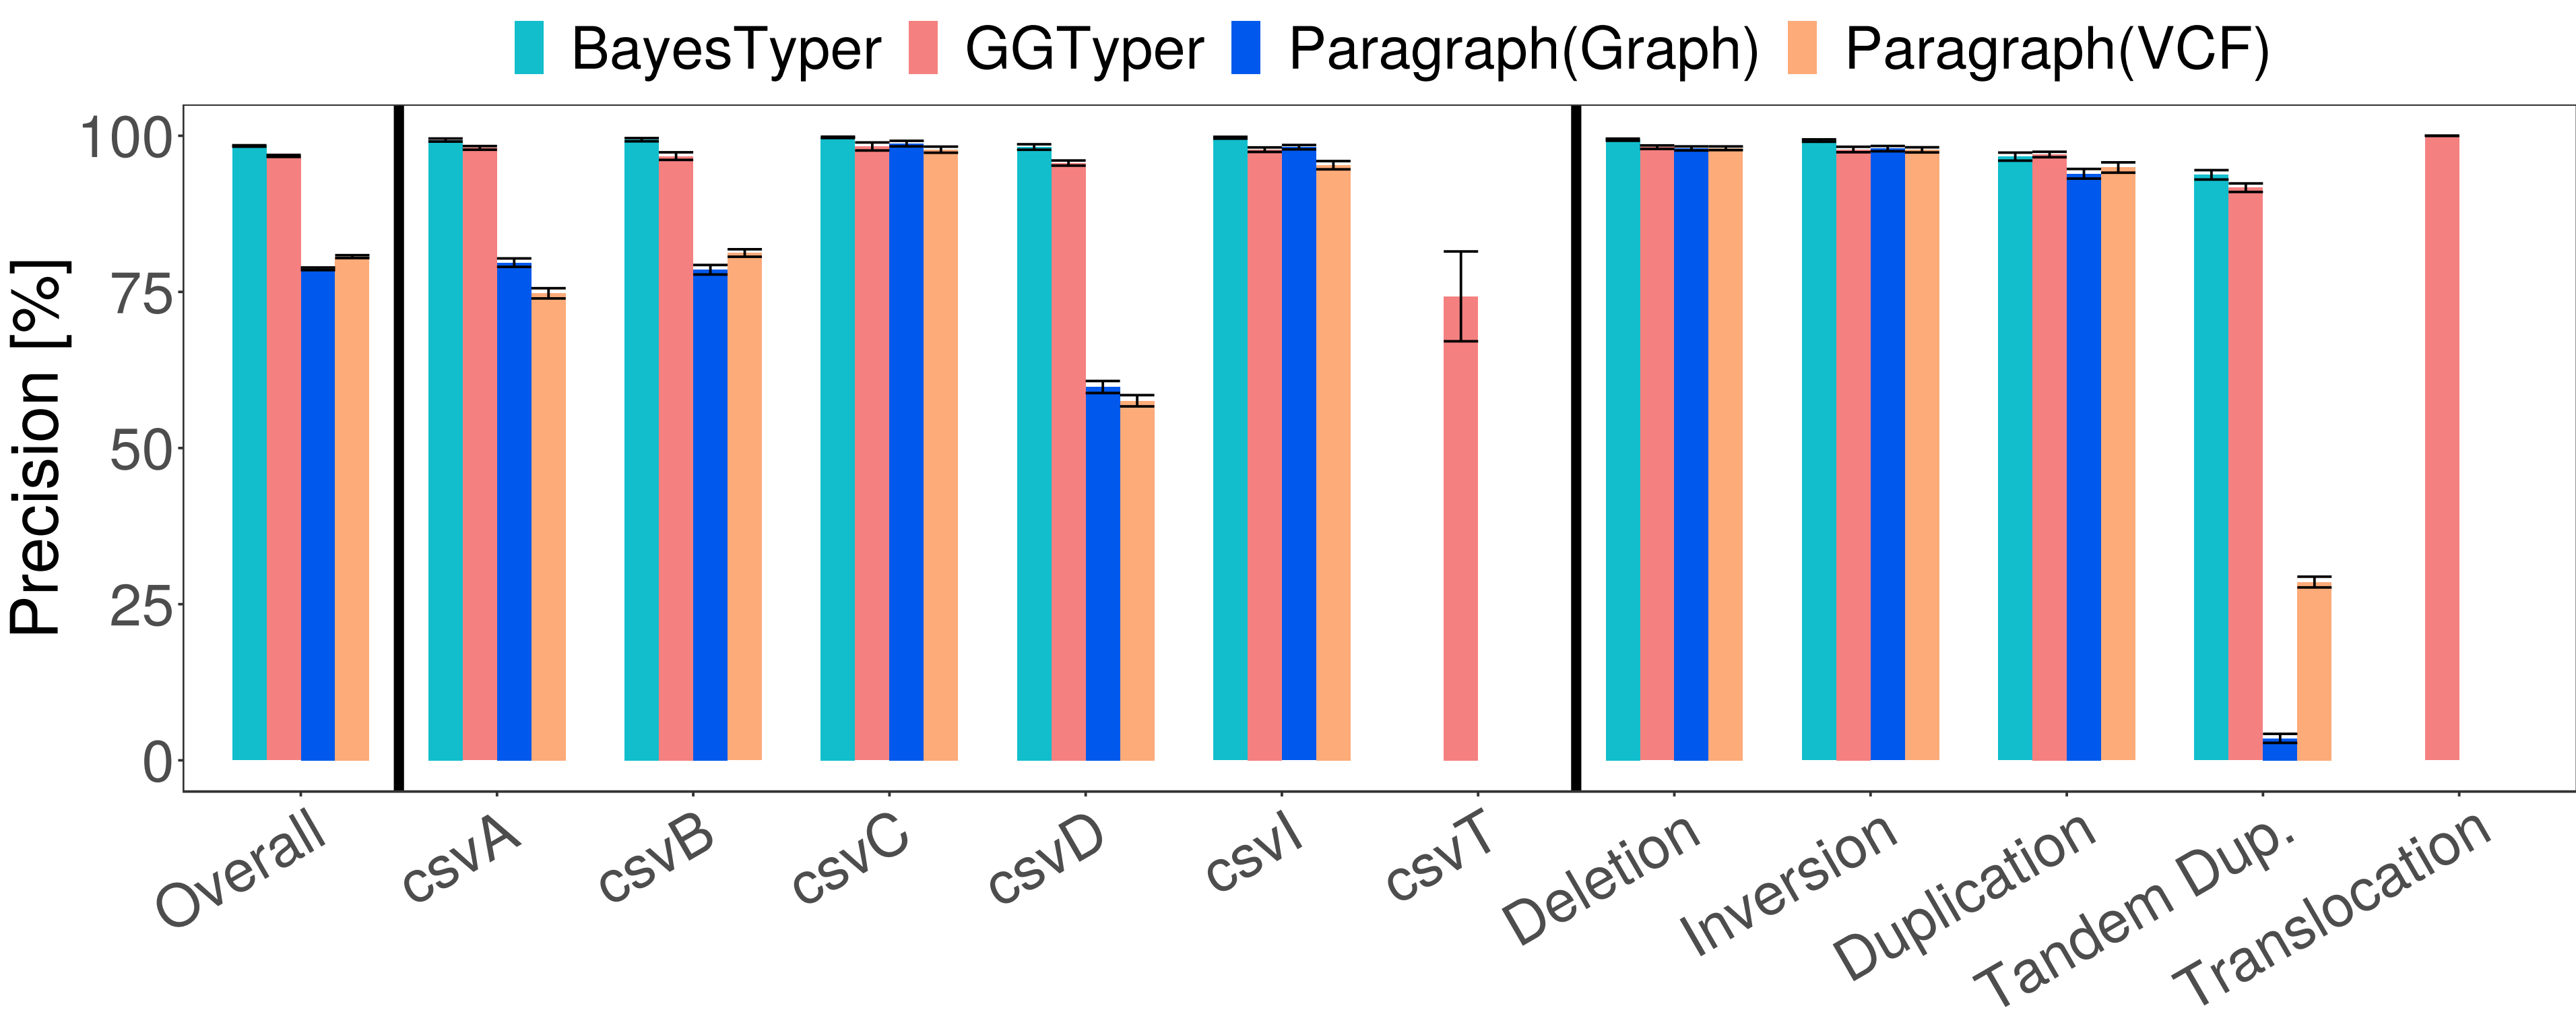 BayesTyper GGTyper Paragraph(Graph) Paragraph(VCF)
Precision [%]
100
75
50
25
0
Overall csvA csvB csvC csvD csvI csvT Deletion Inversion Duplication Tandem Dup. Translocation